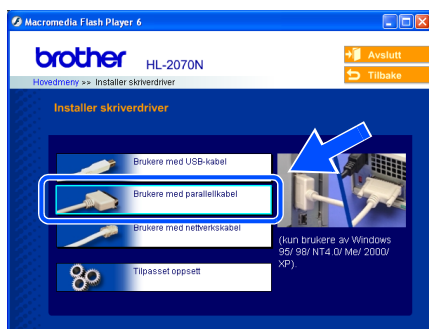 Macromedia Flash Player 6
brother HL-2070N
Avslutt
Tilbake
Hovedmeny >> Installer skriverdriver
Installer skriverdriver
Brukere med USB-kabel
Brukere med parallellkabel
Brukere med nettverkskabel
Tilpasset oppsett
(kun brukere av Windows
95/ 98/ NT4.0/ Me/ 2000/
XP).